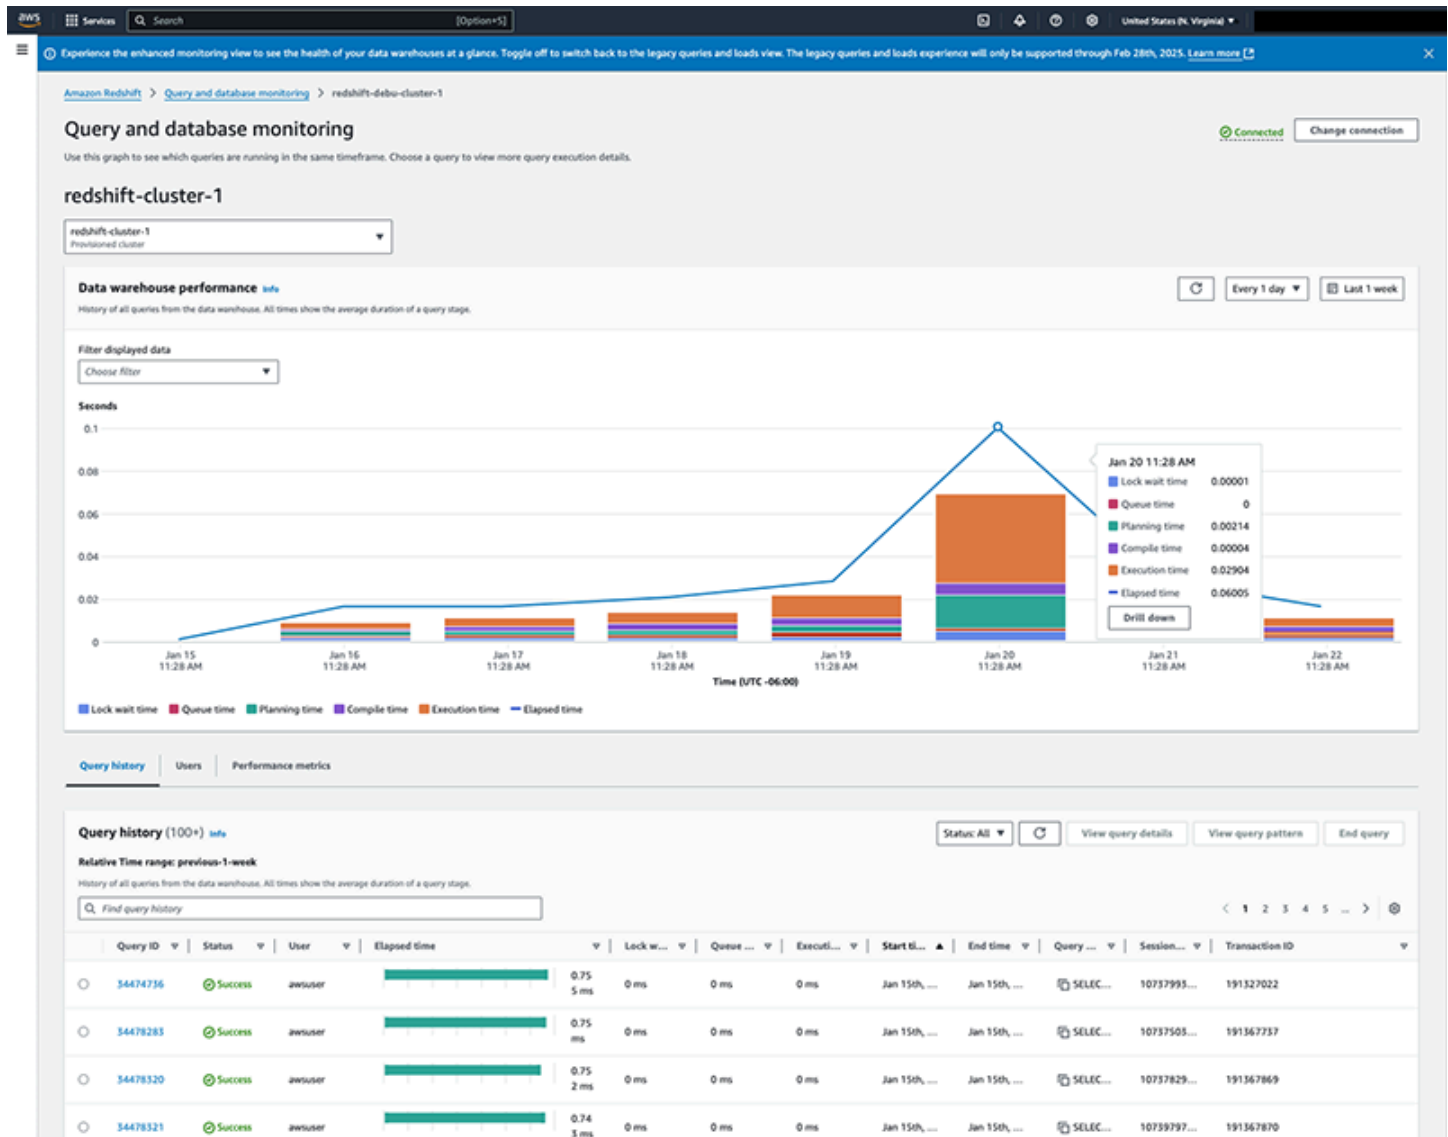 aws
Services
Search
[Option+S]
United States (N. Virginia)
Experience the enhanced monitoring view to see the health of your data warehouses at a glance. Toggle off to switch back to the legacy queries and loads view. The legacy queries and loads experience will only be supported through Feb 28th, 2025. Learn more
Amazon Redshift > Query and database monitoring > redshift-debu-cluster-1
Query and database monitoring
Connected
Change connection
Use this graph to see which queries are running in the same timeframe. Choose a query to view more query execution details.
redshift-cluster-1
redshift-cluster-1
Provisioned cluster
Data warehouse performance Info
Every 1 day
Last 1 week
History of all queries from the data warehouse. All times show the average duration of a query stage.
Filter displayed data
Choose filter
Seconds
0.1
0.08
0.06
0.04
0.02
0
Jan 20 11:28 AM
Lock wait time 0.00001
Queue time 0
Planning time 0.00214
Compile time 0.00004
Execution time 0.02904
Elapsed time 0.06005
Drill down
Jan 15 11:28 AM
Jan 16 11:28 AM
Jan 17 11:28 AM
Jan 18 11:28 AM
Jan 19 11:28 AM
Jan 20 11:28 AM
Jan 21 11:28 AM
Jan 22 11:28 AM
Time (UTC -06:00)
Lock wait time Queue time Planning time Compile time Execution time Elapsed time
Query history Users Performance metrics
Query history (100+) Info
Status: All
View query details
View query pattern
End query
Relative Time range: previous-1-week
History of all queries from the data warehouse. All times show the average duration of a query stage.
Find query history
1 2 3 4 5 ...
Query ID Status User Elapsed time Lock w... Queue ... Executi... Start ti... End time Query ... Session... Transaction ID
34474736 Success awsuser 0.755 ms 0 ms 0 ms 0 ms Jan 15th, ... Jan 15th, ... SELEC... 10737993... 191327022
34478283 Success awsuser 0.75 ms 0 ms 0 ms 0 ms Jan 15th, ... Jan 15th, ... SELEC... 10737503... 191367737
34478320 Success awsuser 0.752 ms 0 ms 0 ms 0 ms Jan 15th, ... Jan 15th, ... SELEC... 10737829... 191367869
34478321 Success awsuser 0.743 ms 0 ms 0 ms 0 ms Jan 15th, ... Jan 15th, ... SELEC... 10739797... 191367870